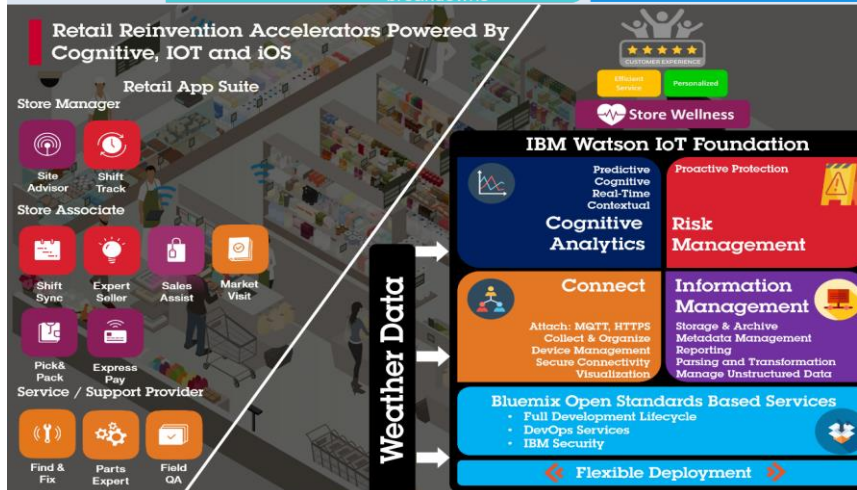 breakdowns
Retail Reinvention Accelerators Powered By
Cognitive, IOT and iOS
Retail App Suite
Store Manager
Site
Advisor
Shift
Track
Store Associate
Shift
Sync
Expert
Seller
Sales
Assist
Market
Visit
Pick&
Pack
Express
Pay
Service / Support Provider
Find &
Fix
Parts
Expert
Field
QA
CUSTOMER EXPERIENCE
Efficient
Service
Personalized
Store Wellness
IBM Watson IoT Foundation
Predictive
Cognitive
Real-Time
Contextual
Cognitive
Analytics
Proactive Protection
Risk
Management
Weather Data
Connect
Attach: MQTT, HTTPS
Collect & Organize
Device Management
Secure Connectivity
Visualization
Information
Management
Storage & Archive
Metadata Management
Reporting
Parsing and Transformation
Manage Unstructured Data
Bluemix Open Standards Based Services
• Full Development Lifecycle
• DevOps Services
• IBM Security
Flexible Deployment